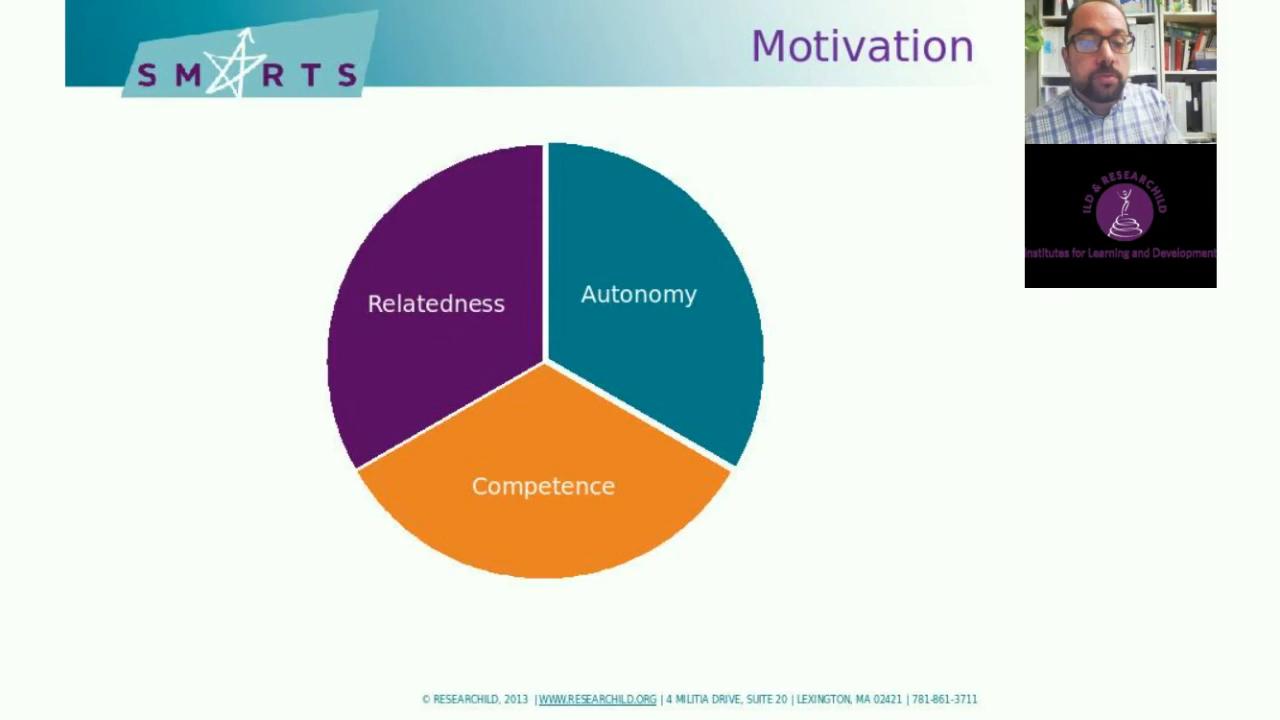 SMARTS
Motivation
Relatedness
Autonomy
Competence
ILD & RESEARCHILD
Institutes for Learning and Development
© RESEARCHILD, 2013 | WWW.RESEARCHILD.ORG | 4 MILITIA DRIVE, SUITE 20 | LEXINGTON, MA 02421 | 781-861-3711